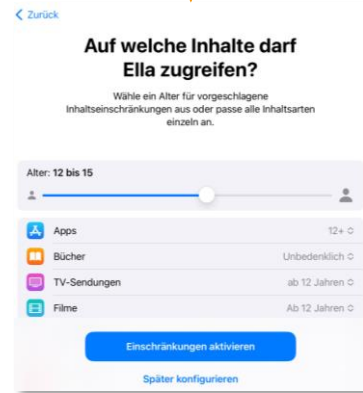 Zurück
Auf welche Inhalte darf
Ella zugreifen?
Wähle ein Alter für vorgeschlagene
Inhaltseinschränkungen aus oder passe alle Inhaltsarten
einzeln an.
Alter: 12 bis 15
Apps 12+
Bücher Unbedenklich
TV-Sendungen ab 12 Jahren
Filme Ab 12 Jahren
Einschränkungen aktivieren
Später konfigurieren